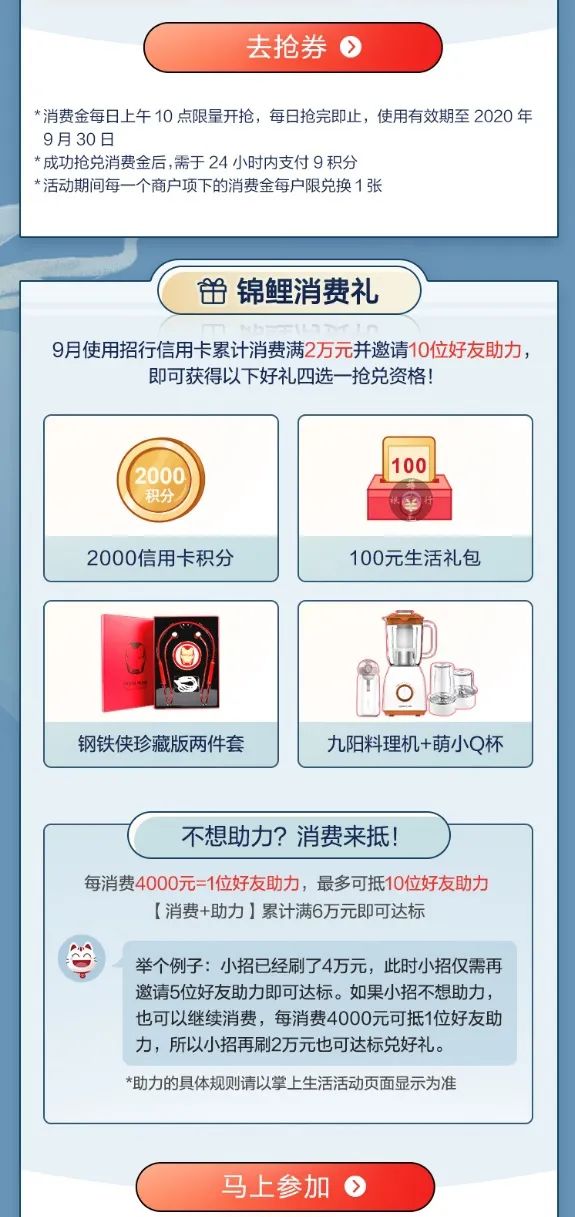 去抢券
*消费金每日上午 10 点限量开抢，每日抢完即止，使用有效期至 2020 年
9 月 30 日
*成功抢兑消费金后，需于 24 小时内支付 9 积分
*活动期间每一个商户项下的消费金每户限兑换 1 张
锦鲤消费礼
9月使用招行信用卡累计消费满2万元并邀请10位好友助力，
即可获得以下好礼四选一抢兑资格！
2000
积分
100
2000信用卡积分
100元生活礼包
钢铁侠珍藏版两件套
九阳料理机+萌小Q杯
不想助力？消费来抵！
每消费4000元=1位好友助力，最多可抵10位好友助力
【消费+助力】累计满6万元即可达标
举个例子：小招已经刷了4万元，此时小招仅需再
邀请5位好友助力即可达标。如果小招不想助力，
也可以继续消费，每消费4000元可抵1位好友助
力，所以小招再刷2万元也可达标兑好礼。
*助力的具体规则请以掌上生活活动页面显示为准
马上参加